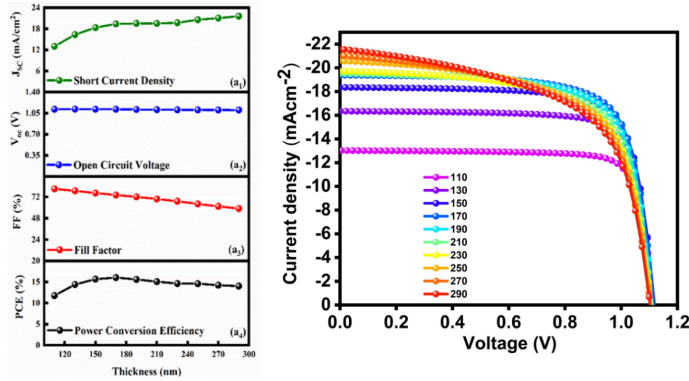 24
18
12
6
J_SC (mA/cm²)
Short Current Density
(a₁)
1.40
1.05
0.70
0.35
V_oc (V)
Open Circuit Voltage
(a₂)
72
48
24
FF (%)
Fill Factor
(a₃)
20
15
10
5
0
PCE (%)
Power Conversion Efficiency
(a₄)
120 150 180 210 240 270 300
Thickness (nm)
-22
-20
-18
-16
-14
-12
-10
-8
-6
-4
-2
0
Current density (mAcm⁻²)
110
130
150
170
190
210
230
250
270
290
0.0 0.2 0.4 0.6 0.8 1.0 1.2
Voltage (V)